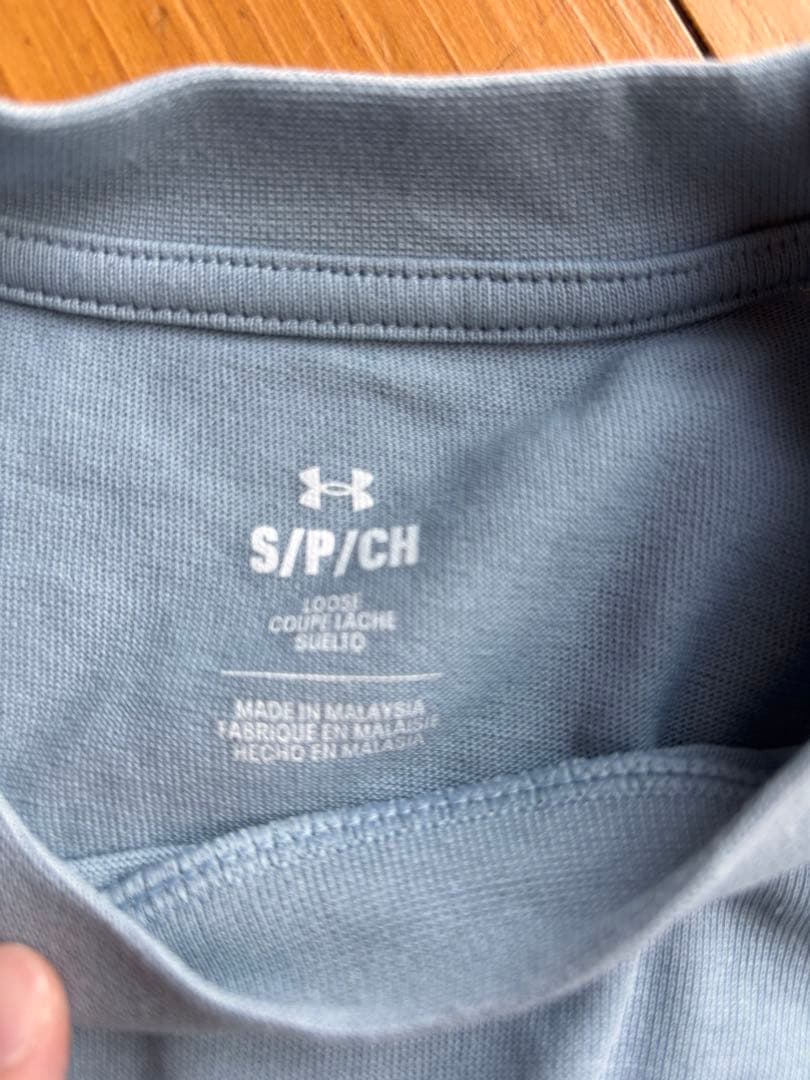 S/P/CH
LOOSE
COUPE LÂCHE
SUELTO
MADE IN MALAYSIA
FABRIQUÉ EN MALAISIE
HECHO EN MALASIA